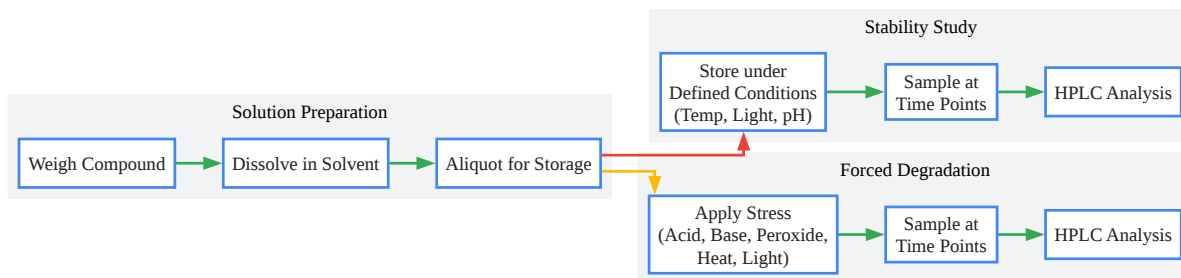 Solution Preparation
Weigh Compound
Dissolve in Solvent
Aliquot for Storage
Stability Study
Store under
Defined Conditions
(Temp, Light, pH)
Sample at
Time Points
HPLC Analysis
Forced Degradation
Apply Stress
(Acid, Base, Peroxide,
Heat, Light)
Sample at
Time Points
HPLC Analysis